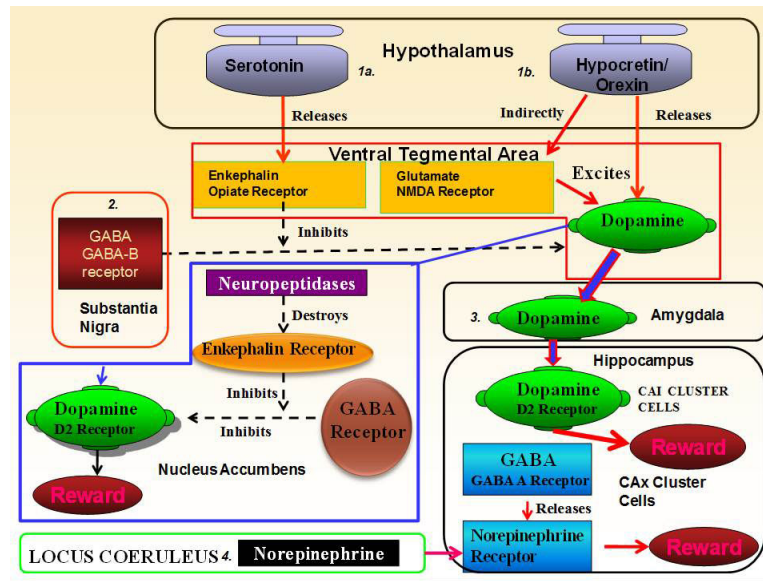 Hypothalamus
Serotonin
1a.
1b.
Hypocretin/
Orexin
Releases
Indirectly
Releases
Ventral Tegmental Area
Enkephalin
Opiate Receptor
Glutamate
NMDA Receptor
Excites
Dopamine
2.
GABA
GABA-B
receptor
Substantia
Nigra
Inhibits
Neuropeptidases
Destroys
Enkephalin Receptor
Inhibits
Inhibits
GABA
Receptor
Dopamine
D2 Receptor
Reward
Nucleus Accumbens
3.
Dopamine
Amygdala
Hippocampus
Dopamine
D2 Receptor
CAI CLUSTER
CELLS
Reward
CAx Cluster
Cells
GABA
GABA A Receptor
Releases
Norepinephrine
Receptor
Reward
LOCUS COERULEUS 4. Norepinephrine